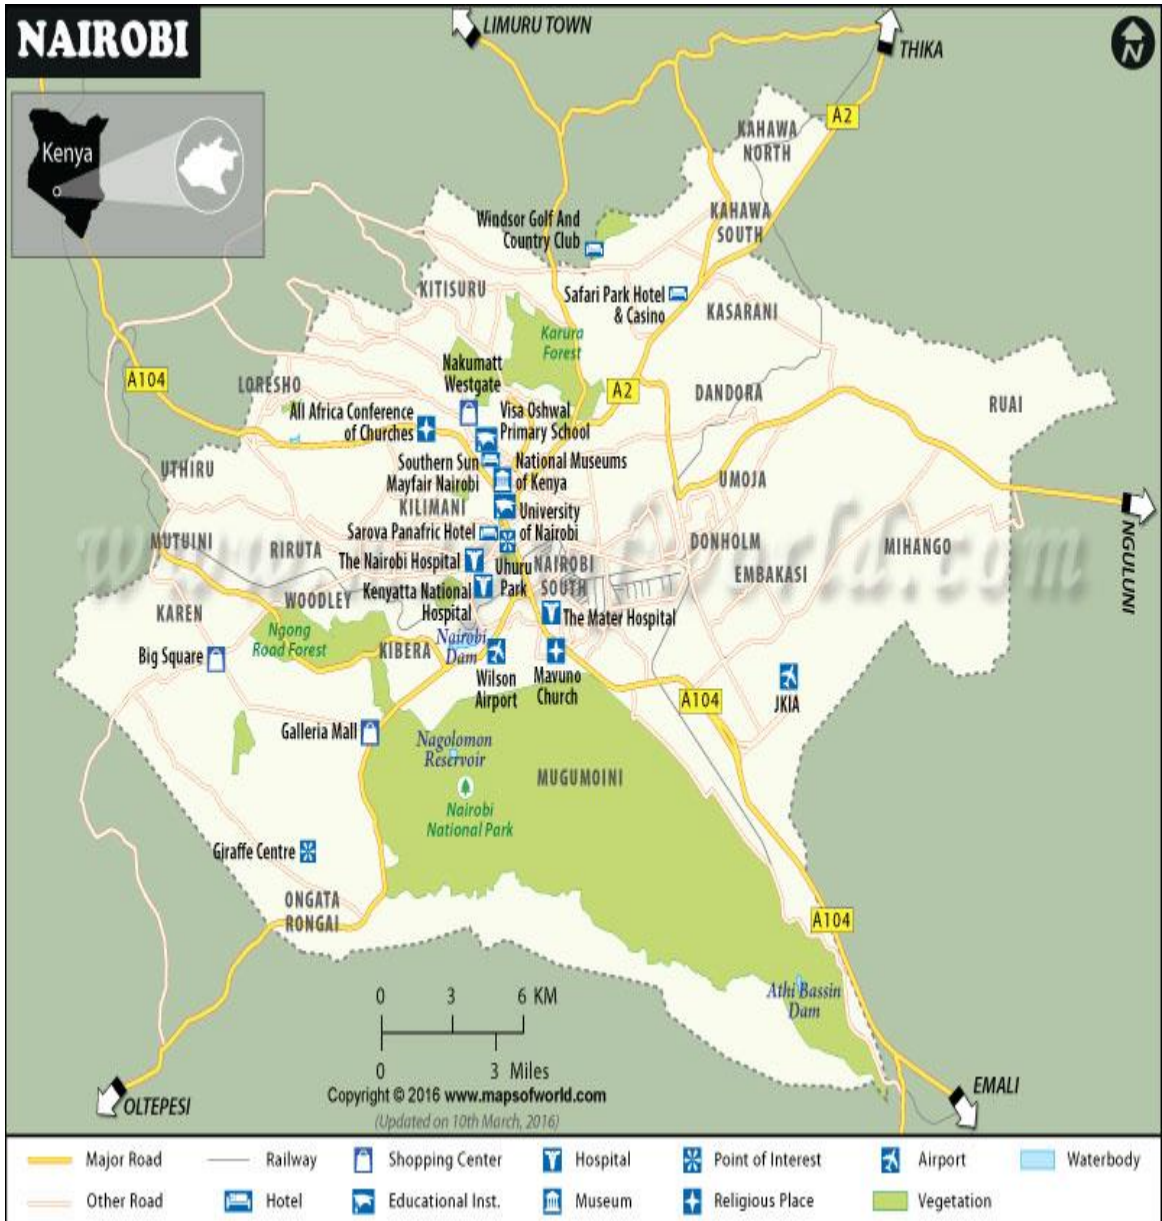 NAIROBI
LIMURU TOWN
THIKA
N
Kenya
A2
KAHAWA
NORTH
KAHAWA
SOUTH
Windsor Golf And
Country Club
KITISURU
Safari Park Hotel
& Casino
KASARANI
Karura
Forest
Nakumatt
Westgate
A104
LORESHO
A2
DANDORA
RUAI
All Africa Conference
of Churches
Visa Oshwal
Primary School
Southern Sun
Mayfair Nairobi
National Museums
of Kenya
UTHIRU
UMOJA
KILIMANI
University
of Nairobi
Sarova Panafric Hotel
MUTUINI
RIRUTA
DONHOLM
MIHANGO
NGULUNI
The Nairobi Hospital
Uhuru
Park
NAIROBI
SOUTH
EMBAKASI
Kenyatta National
Hospital
WOODLEY
KAREN
The Mater Hospital
Ngong
Road Forest
Nairobi
Dam
KIBERA
Big Square
Wilson
Airport
Mavuno
Church
A104
JKIA
Galleria Mall
Nagolomon
Reservoir
MUGUMOINI
Nairobi
National Park
Giraffe Centre
ONGATA
RONGAI
A104
Athi Bassin
Dam
0 3 6 KM
0 3 Miles
Copyright © 2016 www.mapsofworld.com
(Updated on 10th March, 2016)
OLTEPESI
EMALI
Major Road Railway Shopping Center Hospital Point of Interest Airport Waterbody
Other Road Hotel Educational Inst. Museum Religious Place Vegetation